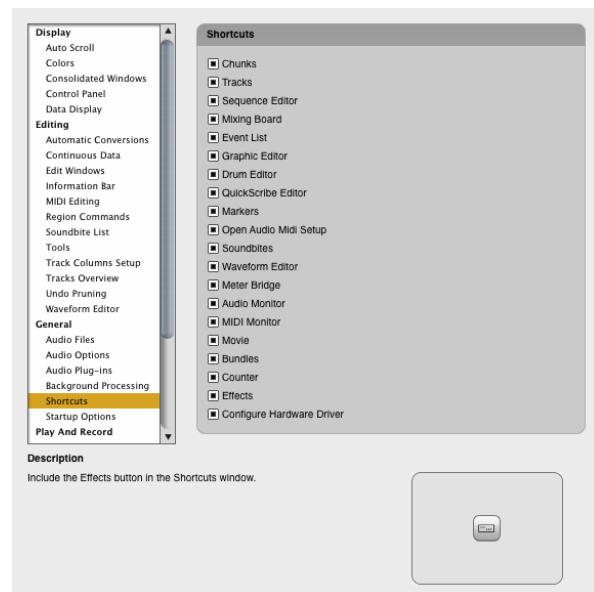 Display
Auto Scroll
Colors
Consolidated Windows
Control Panel
Data Display
Editing
Automatic Conversions
Continuous Data
Edit Windows
Information Bar
MIDI Editing
Region Commands
Soundbite List
Tools
Track Columns Setup
Tracks Overview
Undo Pruning
Waveform Editor
General
Audio Files
Audio Options
Audio Plug-ins
Background Processing
Shortcuts
Startup Options
Play And Record
Shortcuts
Chunks
Tracks
Sequence Editor
Mixing Board
Event List
Graphic Editor
Drum Editor
QuickScribe Editor
Markers
Open Audio Midi Setup
Soundbites
Waveform Editor
Meter Bridge
Audio Monitor
MIDI Monitor
Movie
Bundles
Counter
Effects
Configure Hardware Driver
Description
Include the Effects button in the Shortcuts window.